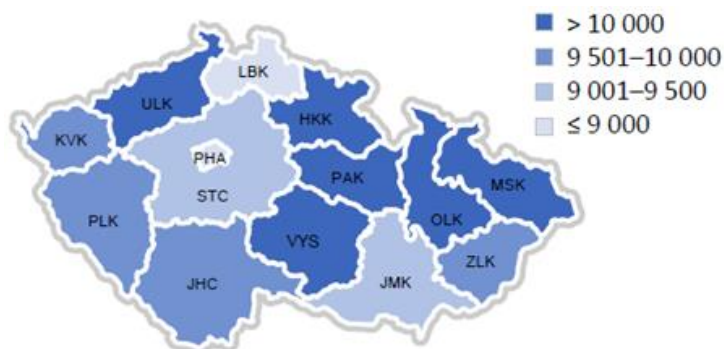 > 10 000
9 501–10 000
9 001–9 500
≤ 9 000
LBK
ULK
HKK
KVK
PHA
STC
PAK
MSK
PLK
OLK
VYS
ZLK
JHC
JMK